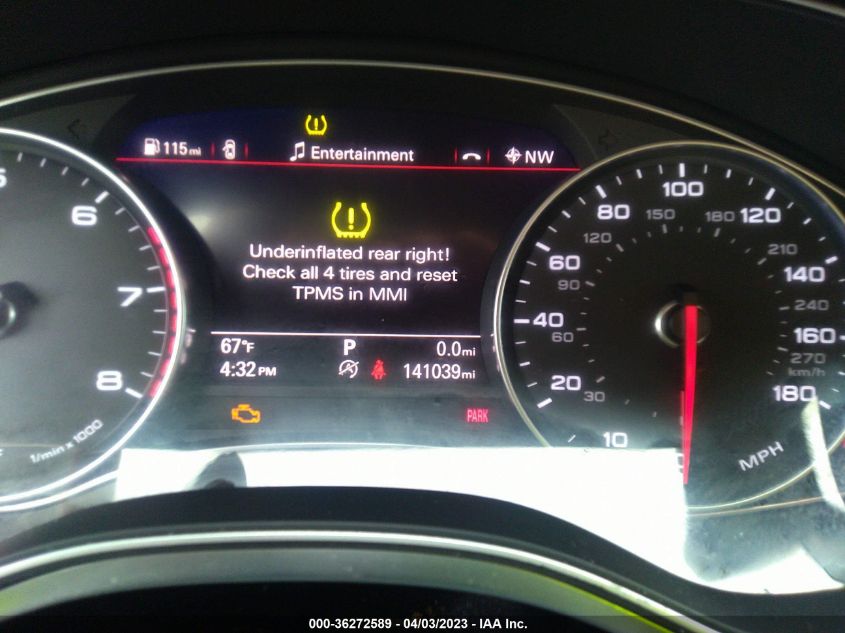 115mi
Entertainment
NW
Underinflated rear right!
Check all 4 tires and reset
TPMS in MMI
67°F
P
0.0mi
4:32 PM
141039mi
PARK
6
7
8
1/min x 1000
10
20
30
40
60
60
90
80
120
100
150
120
180
140
210
160
240
180
270
km/h
MPH
000-36272589 - 04/03/2023 - IAA Inc.